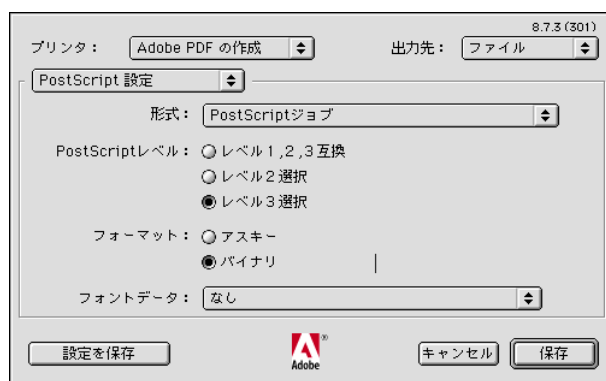 8.7.3 (301)
プリンタ： Adobe PDF の作成 出力先： ファイル
PostScript 設定
形式： PostScriptジョブ
PostScriptレベル： レベル 1 , 2 , 3 互換
レベル 2 選択
レベル 3 選択
フォーマット： アスキー
バイナリ
フォントデータ： なし
設定を保存 Adobe ® キャンセル 保存